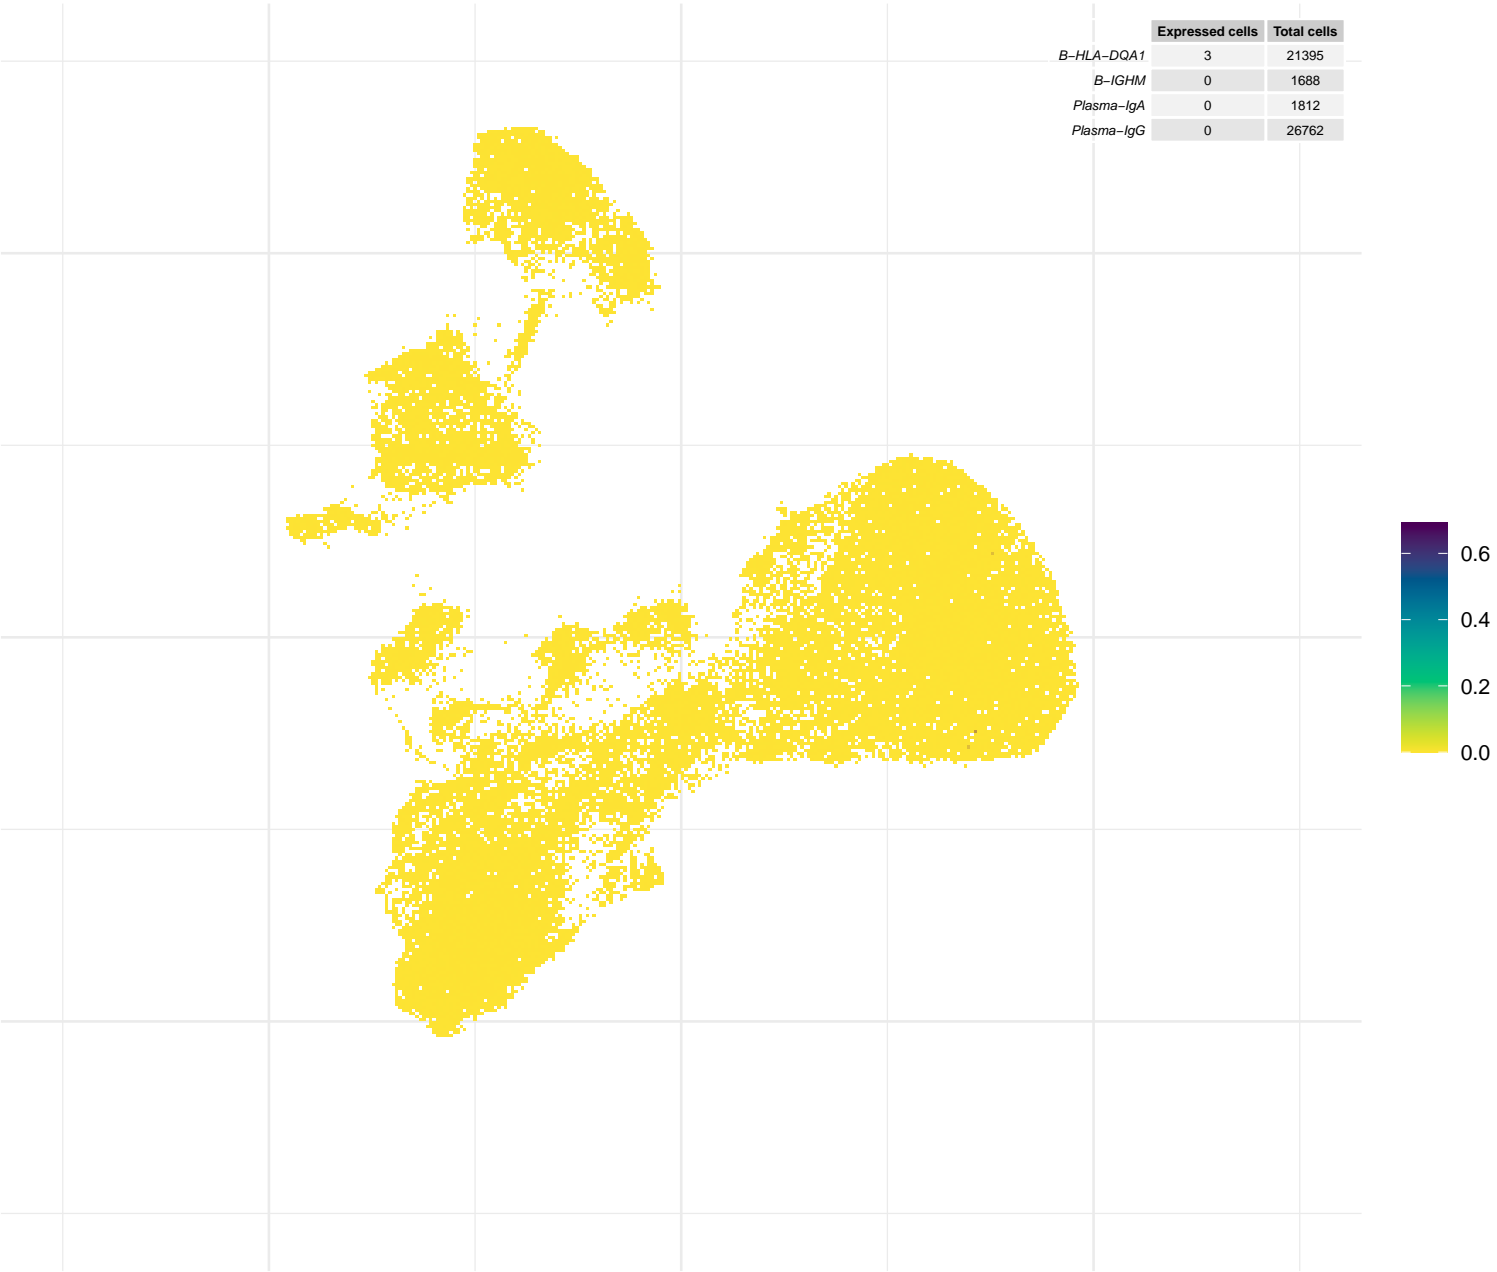 Expressed cells Total cells
B−HLA−DQA1 3 21395
B−IGHM 0 1688
Plasma−IgA 0 1812
Plasma−IgG 0 26762
0.6
0.4
0.2
0.0